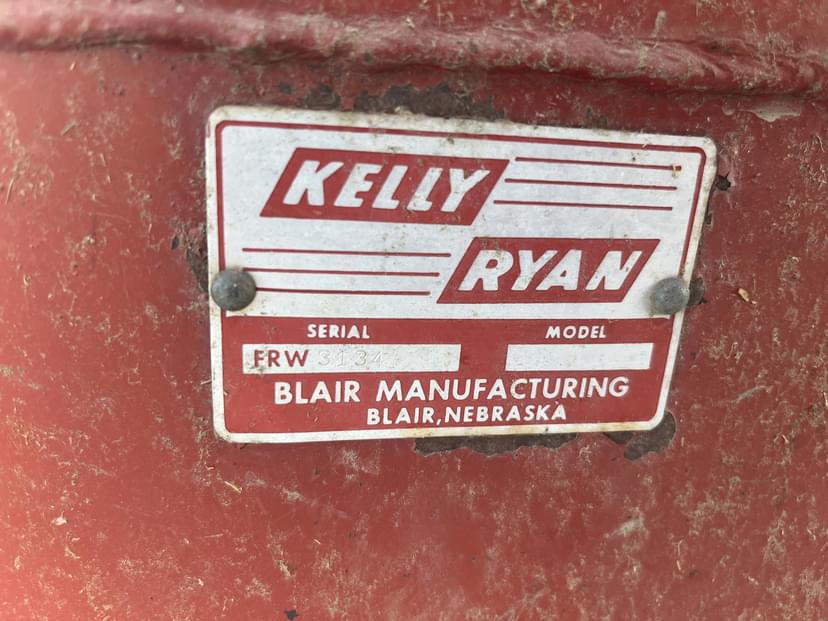 KELLY
RYAN
SERIAL MODEL
FRW 3134
BLAIR MANUFACTURING
BLAIR, NEBRASKA